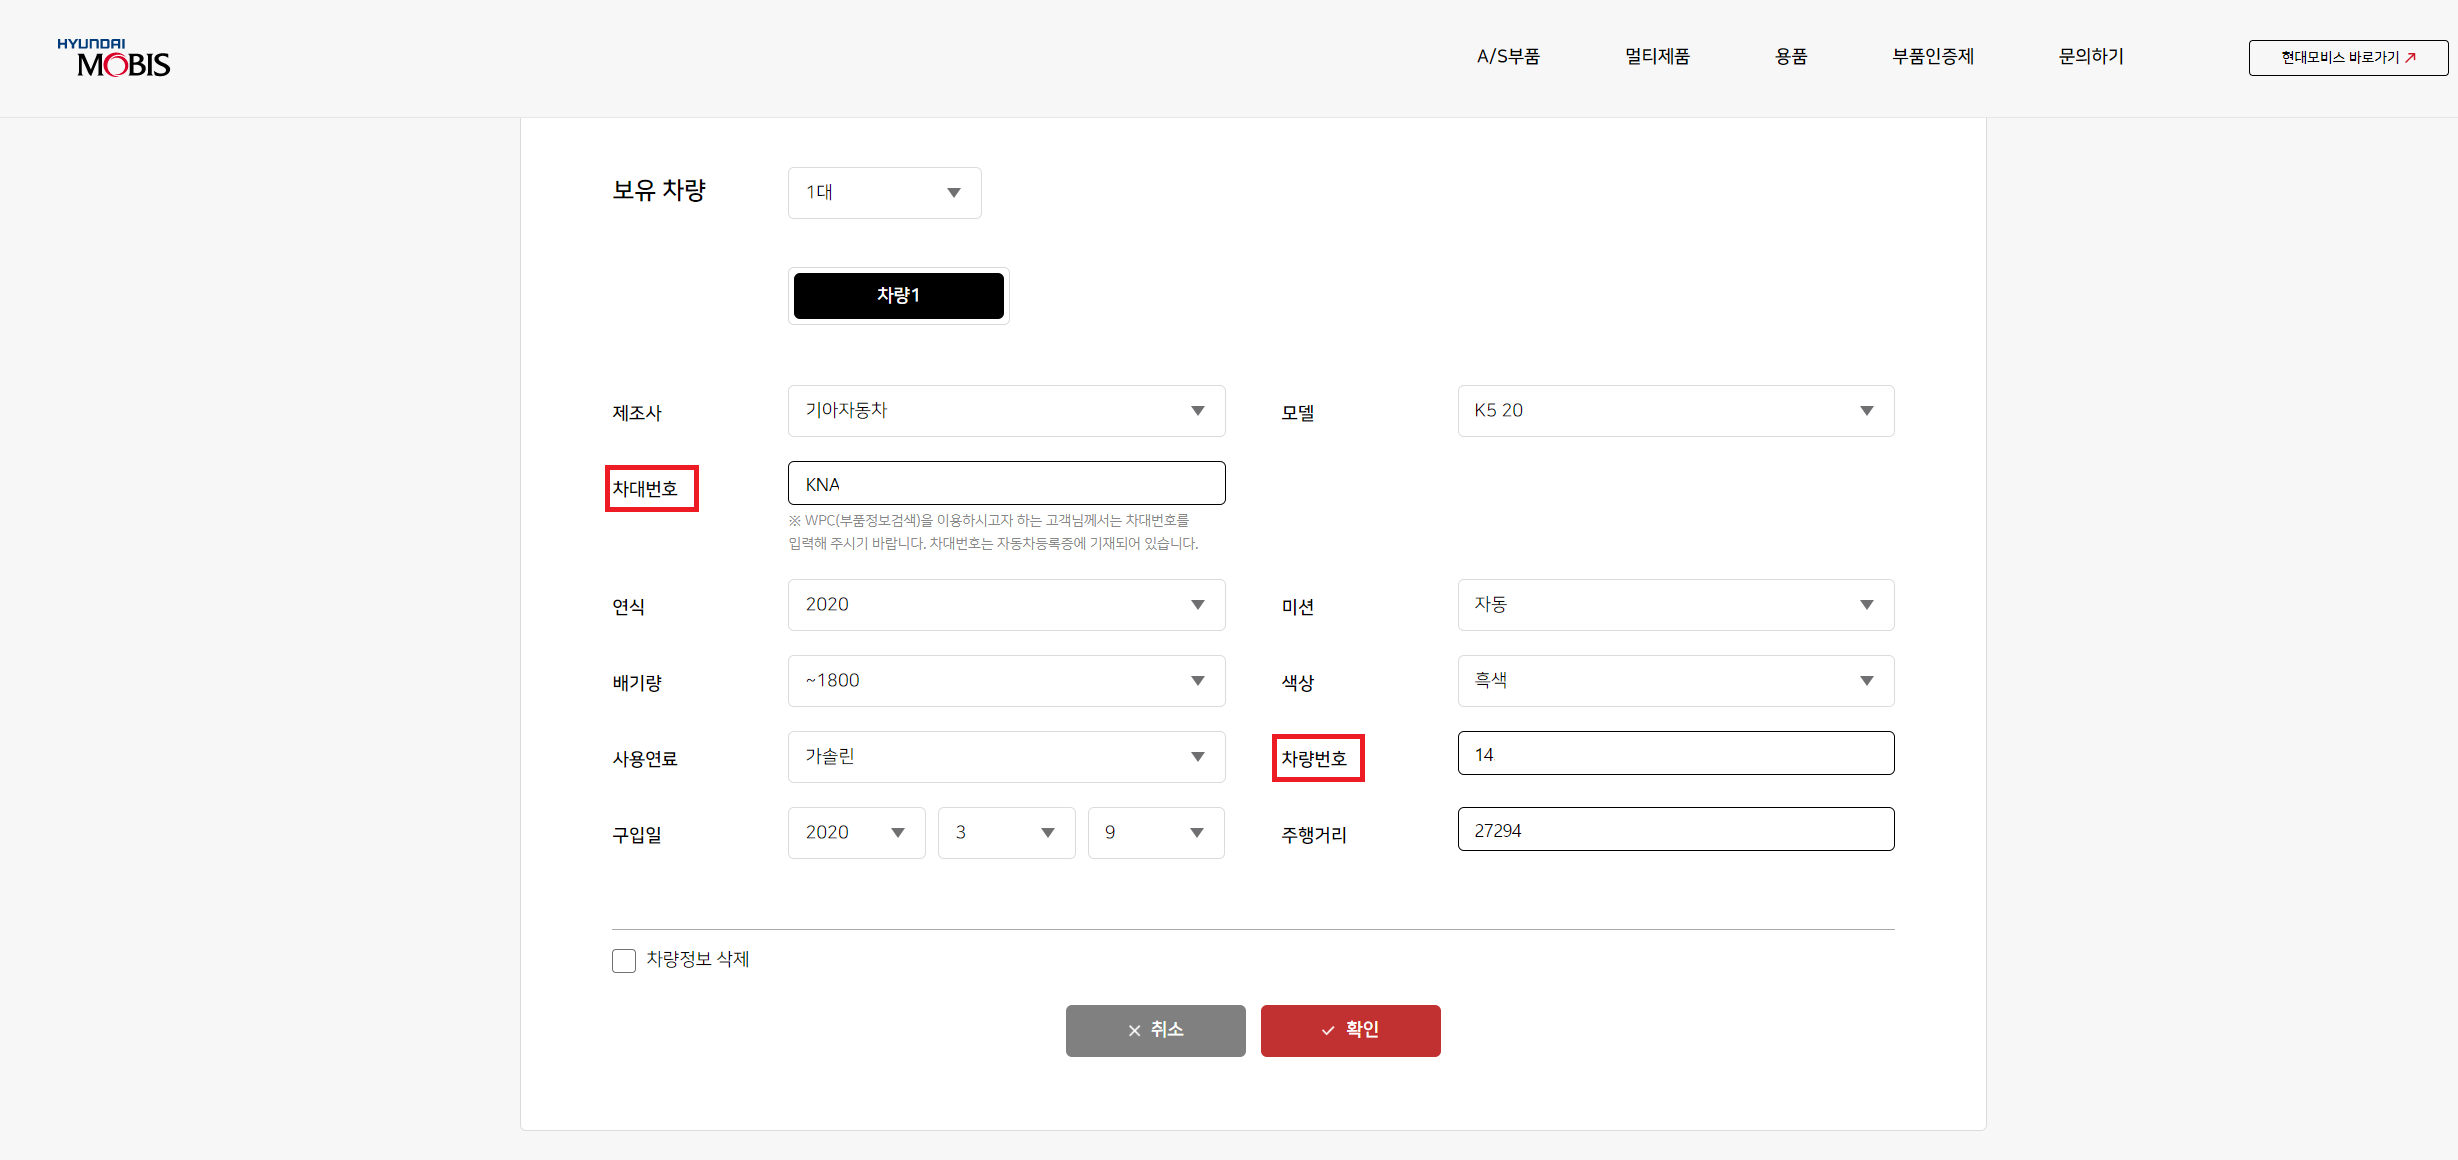 HYUNDAI
MOBIS
A/S부품
멀티제품
용품
부품인증제
문의하기
현대모비스 바로가기
보유 차량
1대
차량1
제조사
기아자동차
모델
K5 20
차대번호
KNA
※ WPC(부품정보검색)을 이용하시고자 하는 고객님께서는 차대번호를
입력해 주시기 바랍니다. 차대번호는 자동차등록증에 기재되어 있습니다.
연식
2020
미션
자동
배기량
~1800
색상
흑색
사용연료
가솔린
차량번호
14
구입일
2020
3
9
주행거리
27294
차량정보 삭제
취소
확인